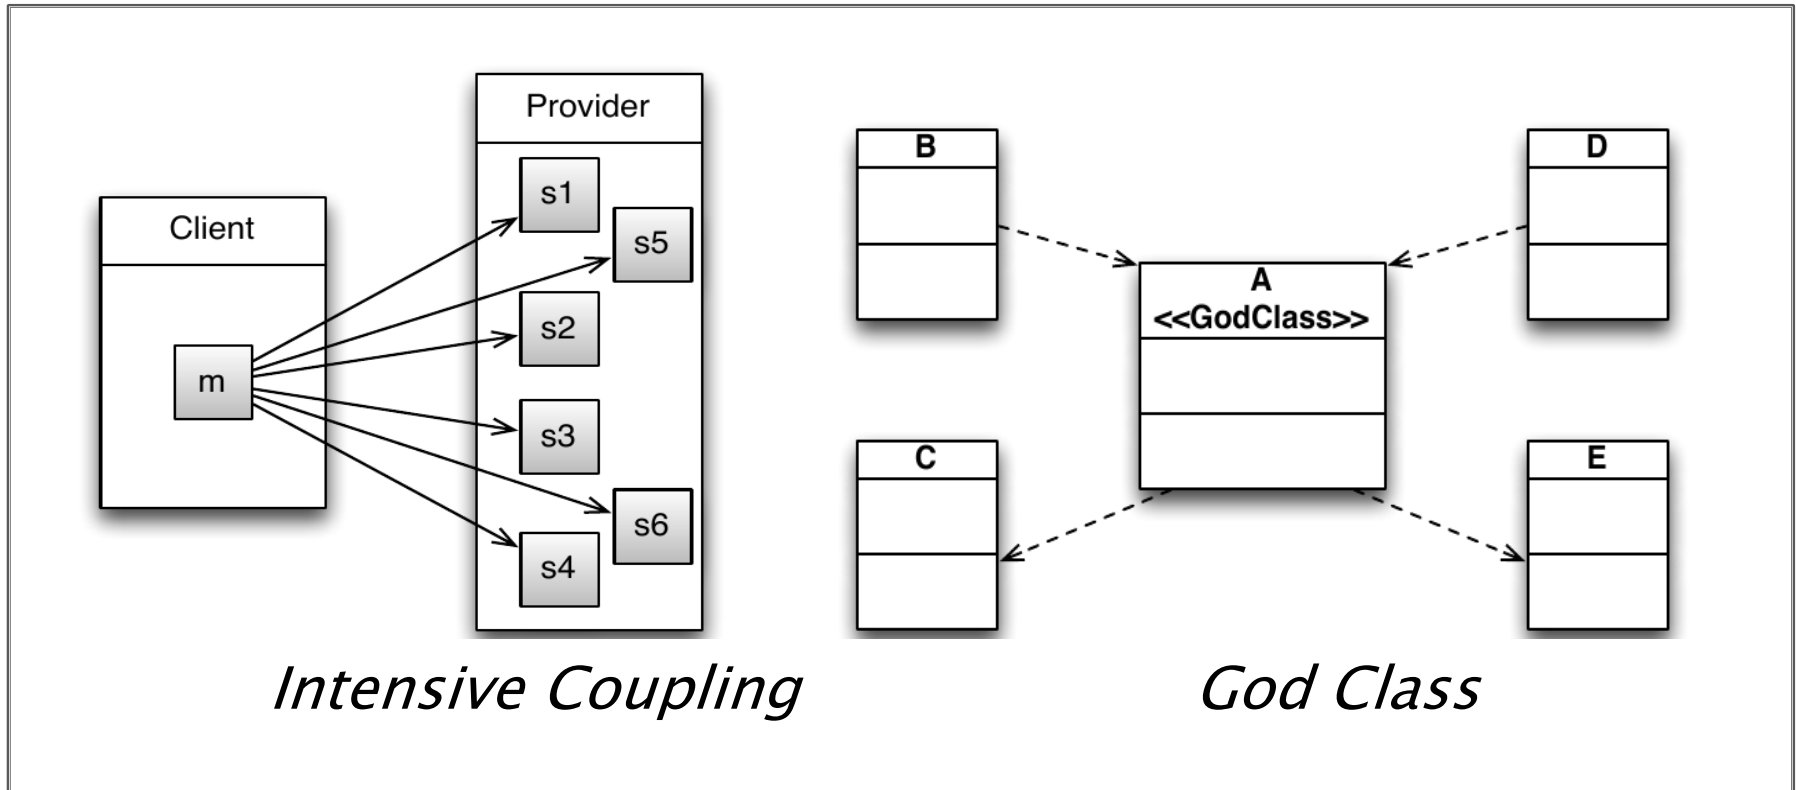 Provider
s1
s5
Client
s2
m
s3
s6
s4
Intensive Coupling
B
D
A
<<GodClass>>
C
E
God Class